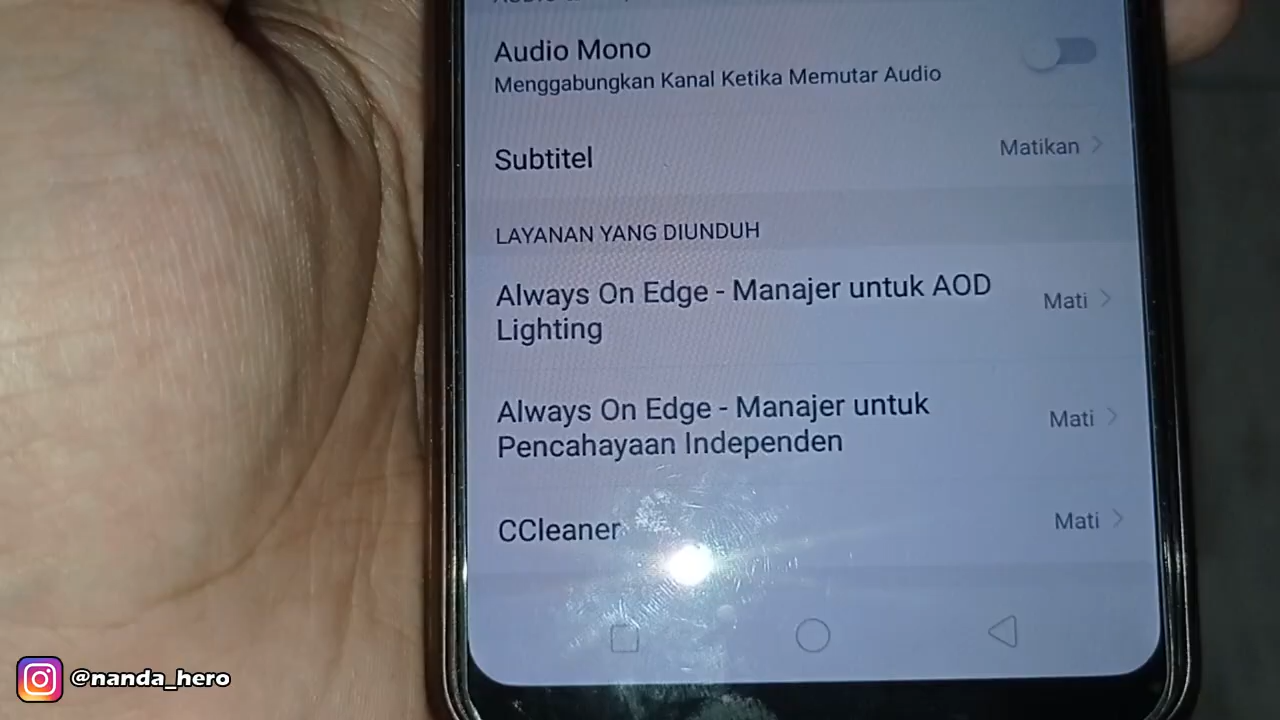 Audio Mono
Menggabungkan Kanal Ketika Memutar Audio
Subtitel
Matikan
LAYANAN YANG DIUNDUH
Always On Edge - Manajer untuk AOD
Lighting
Mati
Always On Edge - Manajer untuk
Pencahayaan Independen
Mati
CCleaner
Mati
@nanda_hero